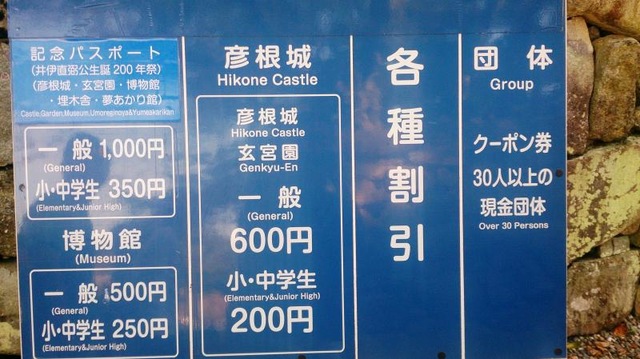 記念パスポート
(井伊直弼公生誕200年祭)
(彦根城・玄宮園・博物館
・埋木舎・夢あかり館)
Castle,Garden,Museum,Umoreginoya&Yumeakarikan
一般 1,000円
(General)
小・中学生 350円
(Elementary&Junior High)
博物館
(Museum)
一般 500円
(General)
小・中学生 250円
(Elementary&Junior High)
彦根城
Hikone Castle
彦根城
Hikone Castle
玄宮園
Genkyu-En
一般
(General)
600円
小・中学生
(Elementary&Junior High)
200円
各種割引
団体
Group
クーポン券
30人以上の
現金団体
Over 30 Persons